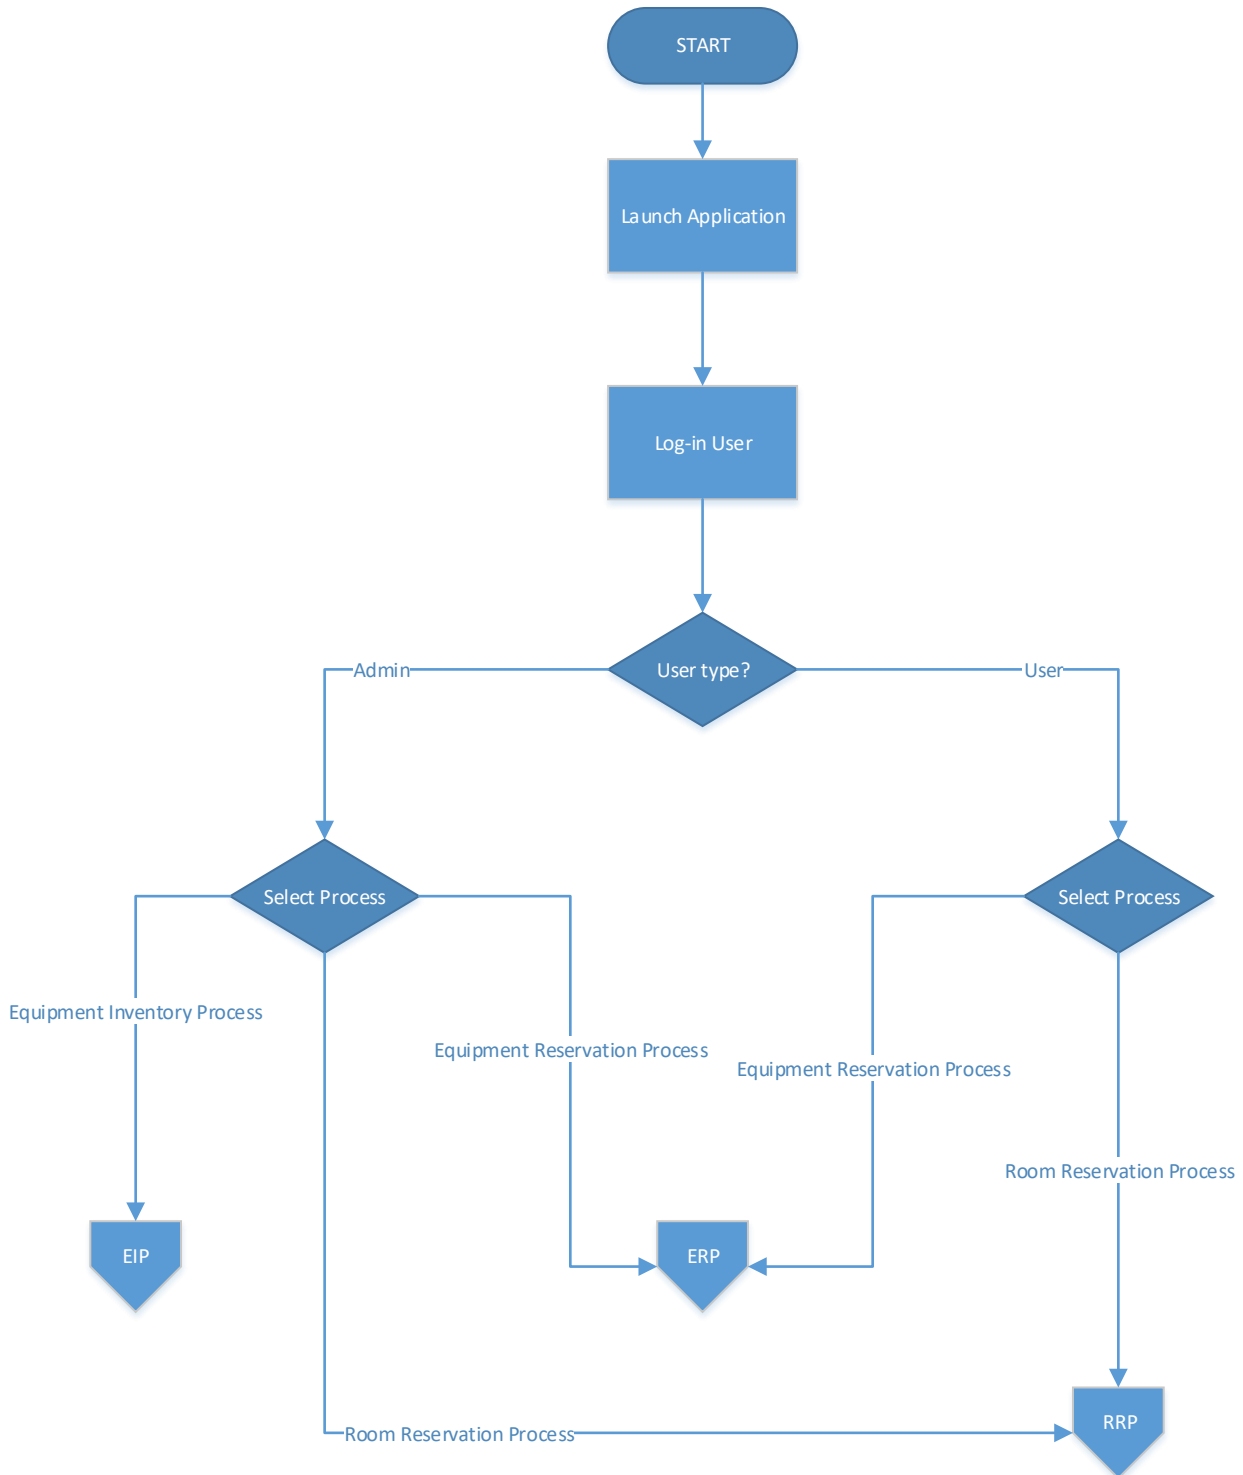 START
Launch Application
Log-in User
User type?
Admin
User
Select Process
Select Process
Equipment Inventory Process
Equipment Reservation Process
Equipment Reservation Process
Room Reservation Process
EIP
ERP
RRP
Room Reservation Process